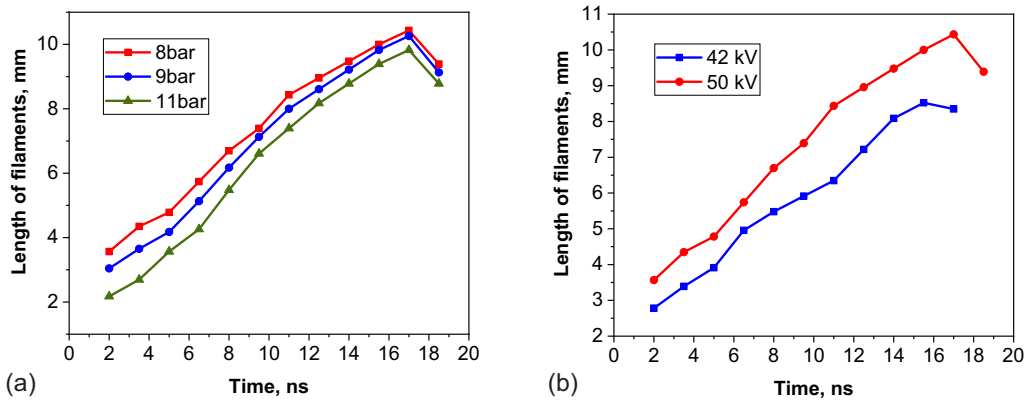 Length of filaments, mm
10
8
6
4
2
8bar
9bar
11bar
0 2 4 6 8 10 12 14 16 18 20
Time, ns
(a)
Length of filaments, mm
11
10
9
8
7
6
5
4
3
2
42 kV
50 kV
0 2 4 6 8 10 12 14 16 18 20
Time, ns
(b)